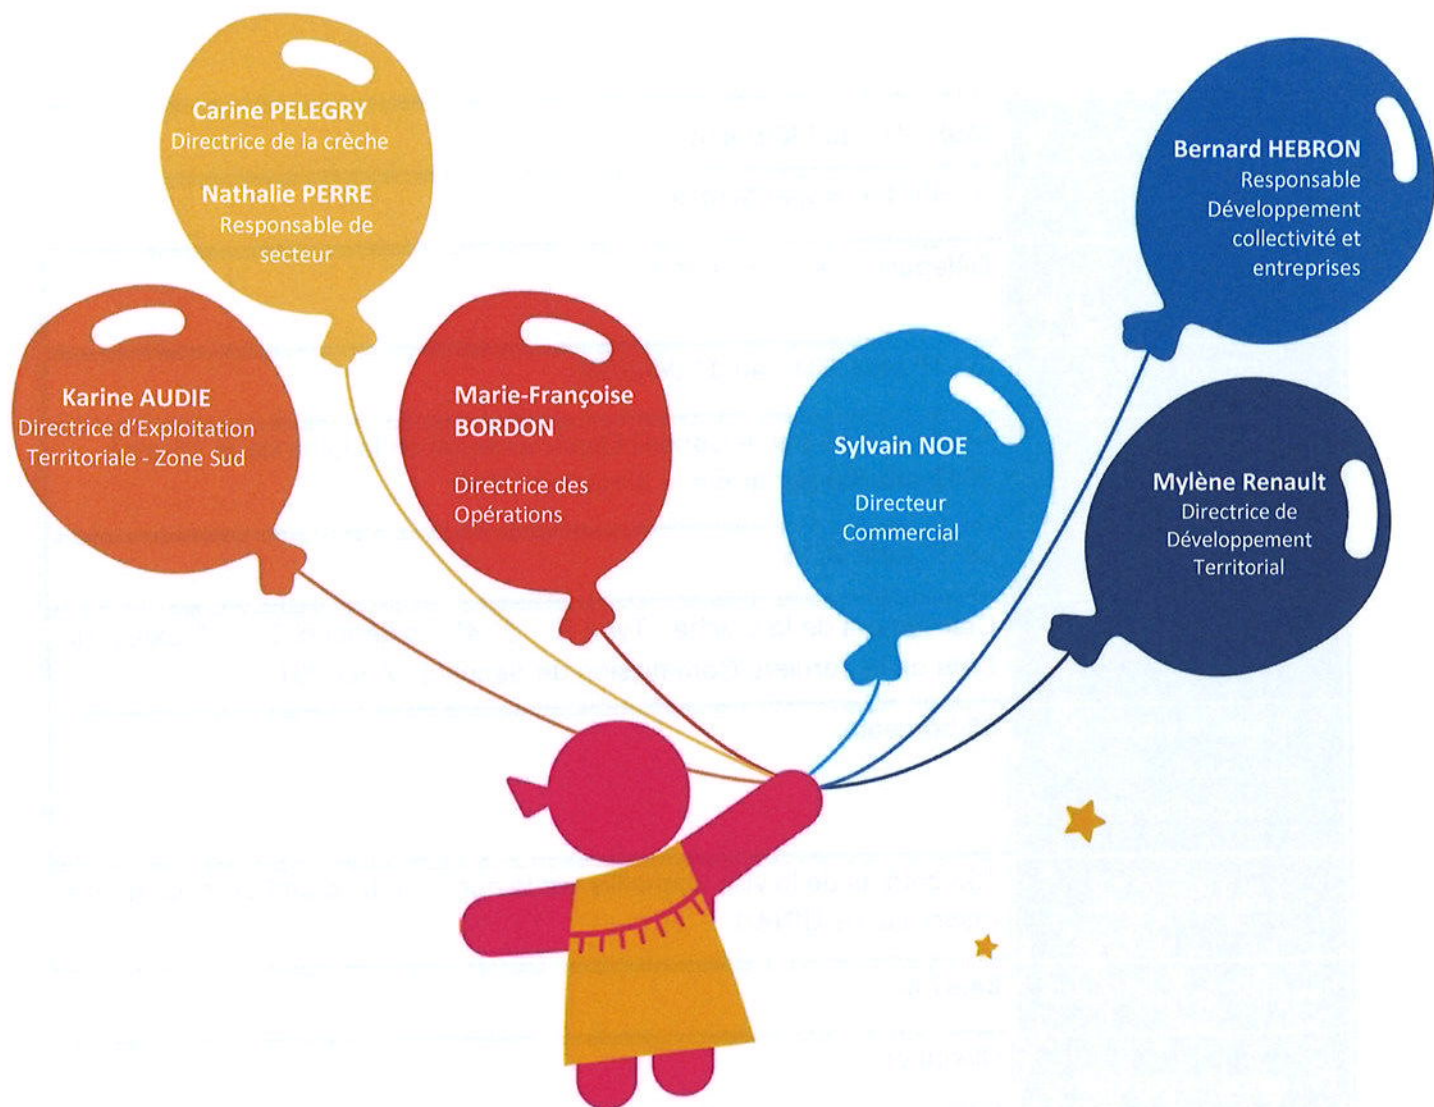 Carine PELEGRY
Directrice de la crèche
Nathalie PERRE
Responsable de
secteur
Karine AUDIE
Directrice d'Exploitation
Territoriale - Zone Sud
Marie-Françoise
BORDON
Directrice des
Opérations
Sylvain NOE
Directeur
Commercial
Bernard HEBRON
Responsable
Développement
collectivité et
entreprises
Mylène Renault
Directrice de
Développement
Territorial